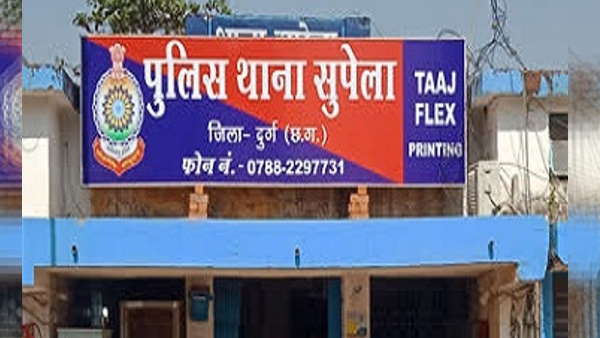 पुलिस थाना सुपेला
जिला- दुर्ग (छ.ग.)
फोन नं.- 0788-2297731
TAAJ
FLEX
PRINTING